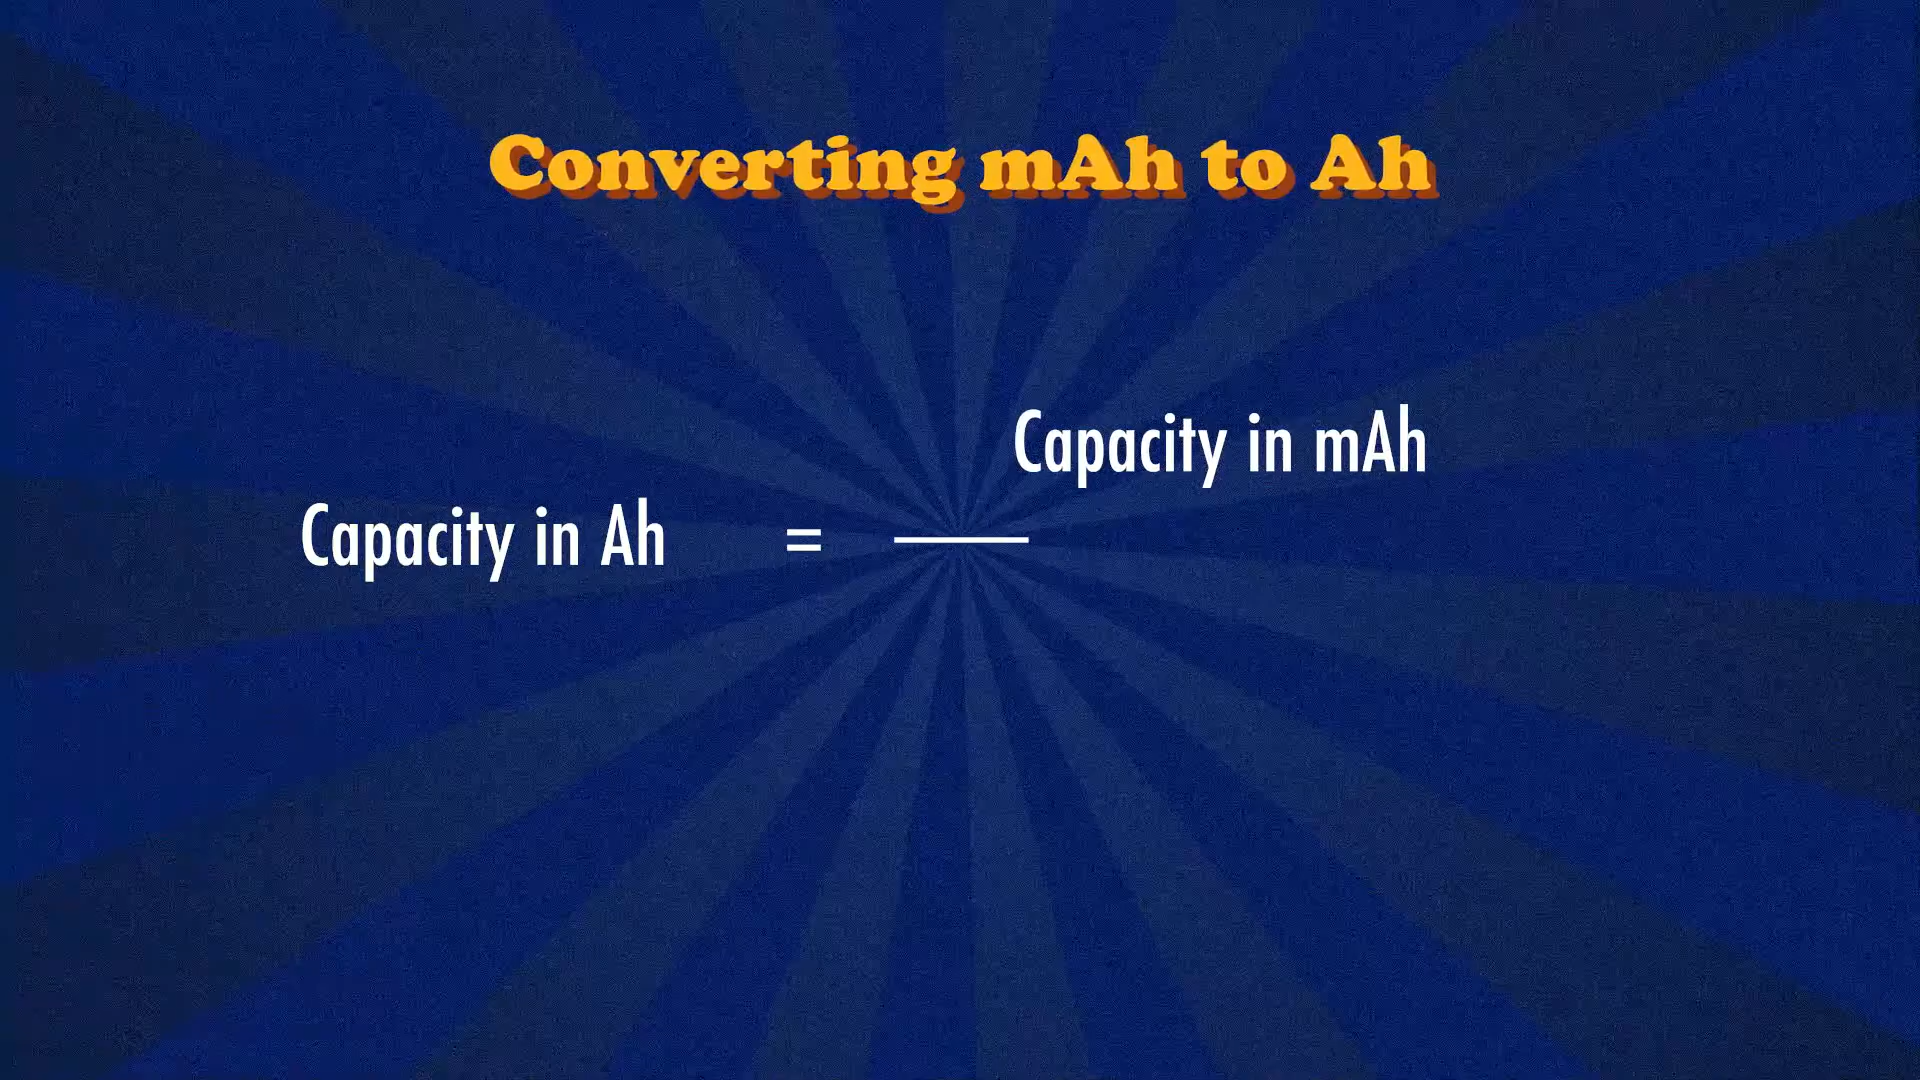 Converting mAh to Ah
Capacity in mAh
Capacity in Ah =